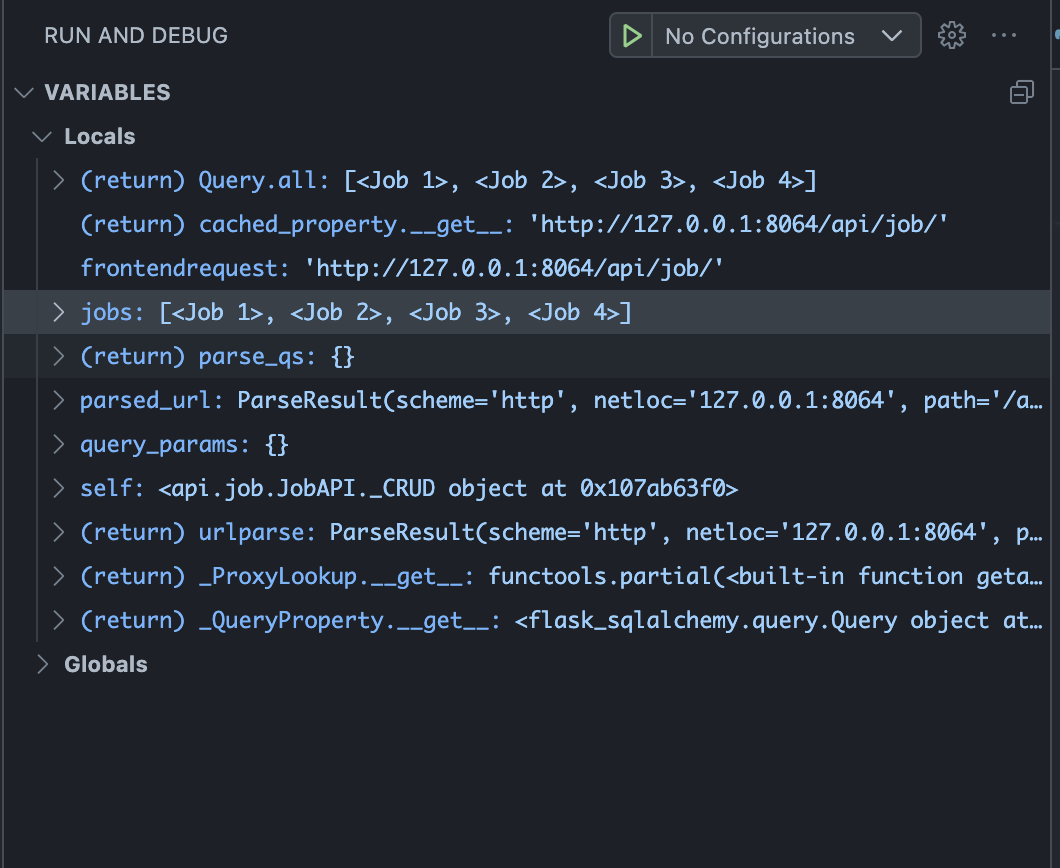 RUN AND DEBUG No Configurations ...
VARIABLES
Locals
(return) Query.all: [<Job 1>, <Job 2>, <Job 3>, <Job 4>]
(return) cached_property.__get__: 'http://127.0.0.1:8064/api/job/'
frontendrequest: 'http://127.0.0.1:8064/api/job/'
jobs: [<Job 1>, <Job 2>, <Job 3>, <Job 4>]
(return) parse_qs: {}
parsed_url: ParseResult(scheme='http', netloc='127.0.0.1:8064', path='/a…
query_params: {}
self: <api.job.JobAPI._CRUD object at 0x107ab63f0>
(return) urlparse: ParseResult(scheme='http', netloc='127.0.0.1:8064', p…
(return) _ProxyLookup.__get__: functools.partial(<built-in function geta…
(return) _QueryProperty.__get__: <flask_sqlalchemy.query.Query object at…
Globals